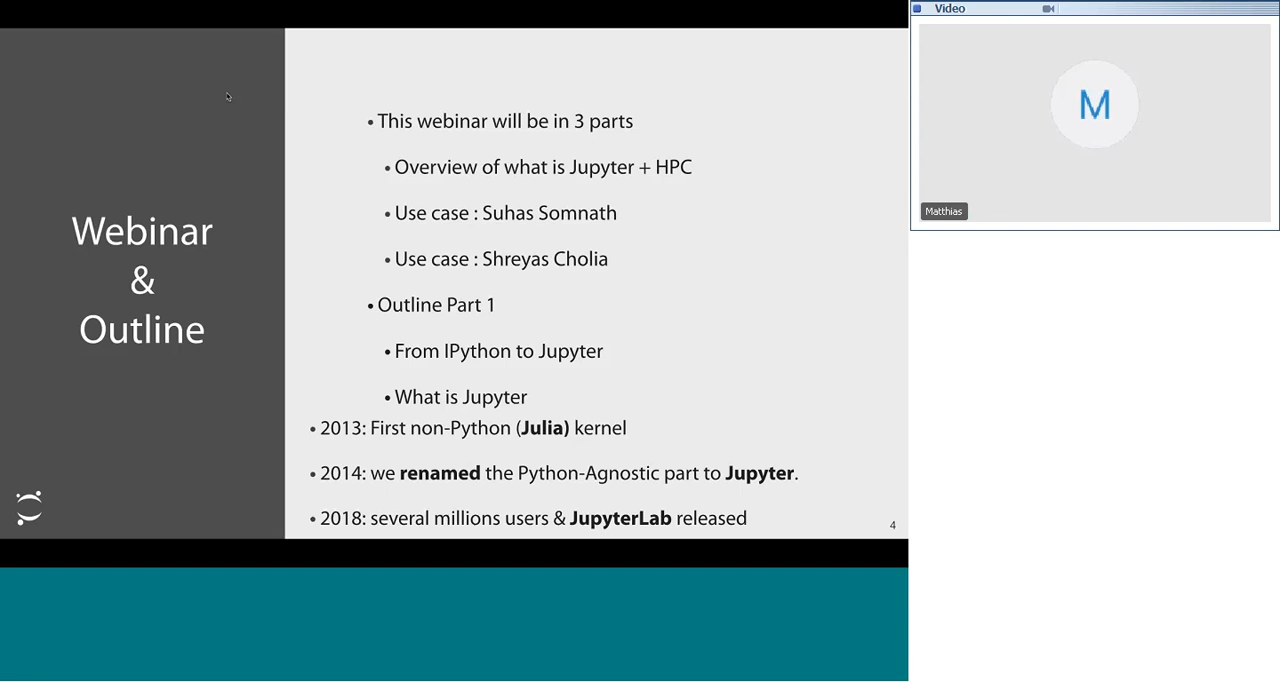 Webinar
&
Outline
• This webinar will be in 3 parts
• Overview of what is Jupyter + HPC
• Use case : Suhas Somnath
• Use case : Shreyas Cholia
• Outline Part 1
• From IPython to Jupyter
• What is Jupyter
• 2013: First non-Python (Julia) kernel
• 2014: we renamed the Python-Agnostic part to Jupyter.
• 2018: several millions users & JupyterLab released
4
Video
M
Matthias